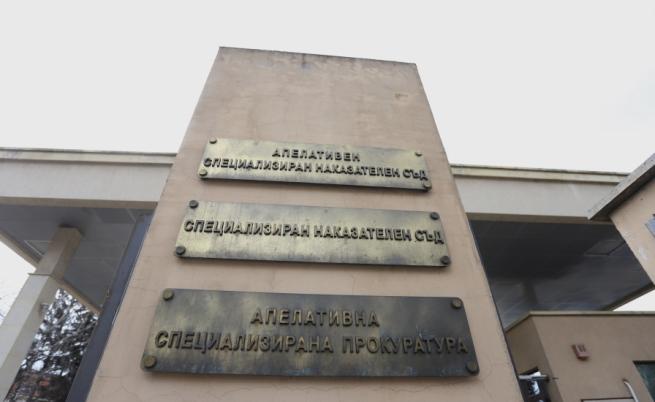 АПЕЛАТИВЕН
СПЕЦИАЛИЗИРАН НАКАЗАТЕЛЕН СЪД
СПЕЦИАЛИЗИРАН НАКАЗАТЕЛЕН СЪД
АПЕЛАТИВНА
СПЕЦИАЛИЗИРАНА ПРОКУРАТУРА